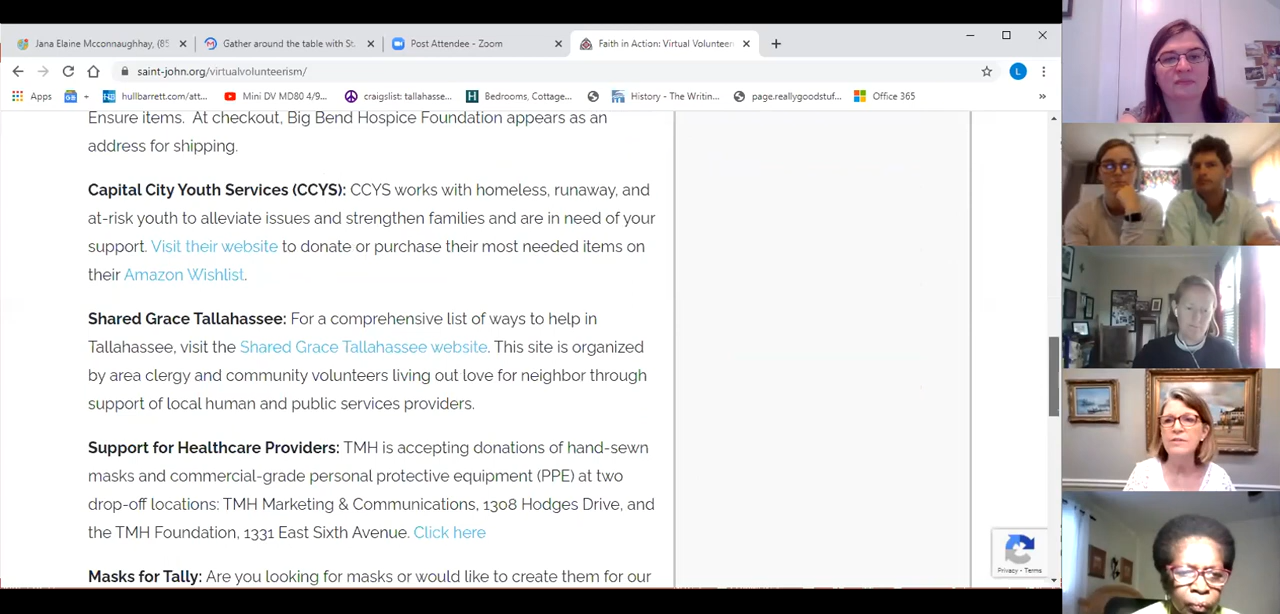 Jana Elaine Mcconnaughhay, (85
Gather around the table with St.
Post Attendee - Zoom
Faith in Action: Virtual Volunteeri
saint-john.org/virtualvolunteerism/
L
Apps
hullbarrett.com/att...
Mini DV MD80 4/9...
craigslist: tallahasse...
Bedrooms, Cottage...
History - The Writin...
page.reallygoodstuf...
Office 365
»
Ensure items. At checkout, Big Bend Hospice Foundation appears as an
address for shipping.
Capital City Youth Services (CCYS): CCYS works with homeless, runaway, and
at-risk youth to alleviate issues and strengthen families and are in need of your
support. Visit their website to donate or purchase their most needed items on
their Amazon Wishlist.
Shared Grace Tallahassee: For a comprehensive list of ways to help in
Tallahassee, visit the Shared Grace Tallahassee website. This site is organized
by area clergy and community volunteers living out love for neighbor through
support of local human and public services providers.
Support for Healthcare Providers: TMH is accepting donations of hand-sewn
masks and commercial-grade personal protective equipment (PPE) at two
drop-off locations: TMH Marketing & Communications, 1308 Hodges Drive, and
the TMH Foundation, 1331 East Sixth Avenue. Click here
Masks for Tally: Are you looking for masks or would like to create them for our
Privacy - Terms